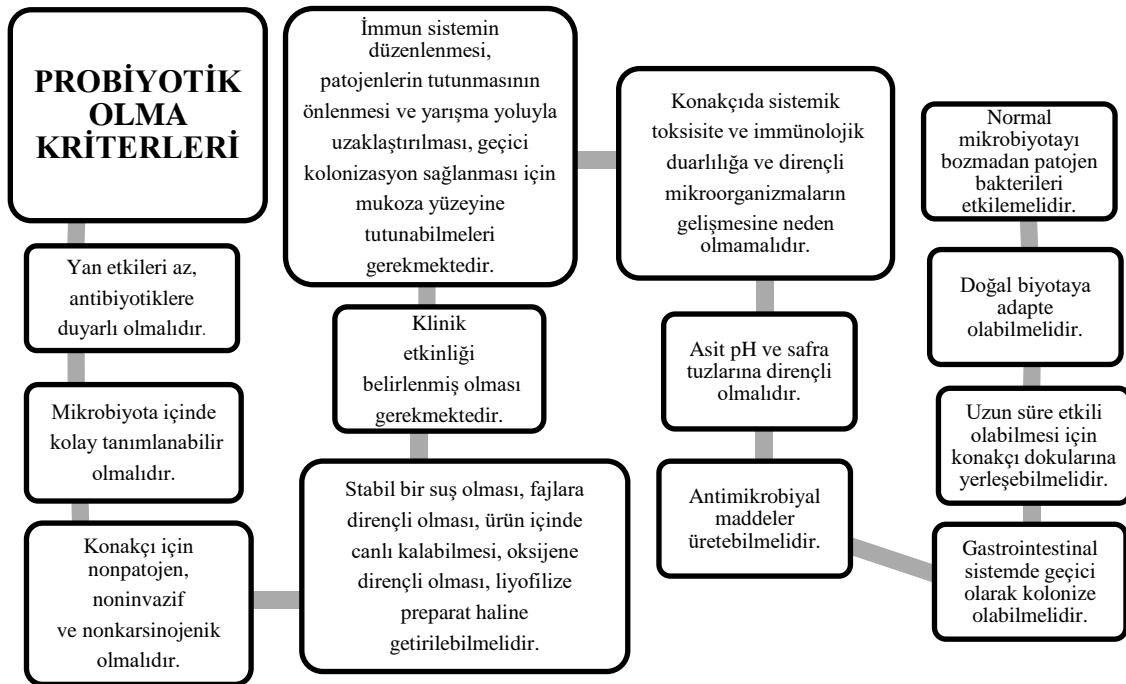 PROBİYOTİK
OLMA
KRİTERLERİ
Yan etkileri az,
antibiyotiklere
duyarlı olmalıdır.
Mikrobiyota içinde
kolay tanımlanabilir
olmalıdır.
Konakçı için
nonpatojen,
noninvazif
ve nonkarsinojenik
olmalıdır.
Stabil bir suş olması, fajlara
dirençli olması, ürün içinde
canlı kalabilmesi, oksijene
dirençli olması, liyofilize
preparat haline
getirilebilmelidir.
Klinik
etkinliği
belirlenmiş olması
gerekmektedir.
İmmun sistemin
düzenlenmesi,
patojenlerin tutunmasının
önlenmesi ve yarışma yoluyla
uzaklaştırılması, geçici
kolonizasyon sağlanması için
mukoza yüzeyine
tutunabilmeleri
gerekmektedir.
Konakçıda sistemik
toksisite ve immünolojik
duarlılığa ve dirençli
mikroorganizmaların
gelişmesine neden
olmamalıdır.
Asit pH ve safra
tuzlarına dirençli
olmalıdır.
Antimikrobiyal
maddeler
üretebilmelidir.
Gastrointestinal
sistemde geçici
olarak kolonize
olabilmelidir.
Uzun süre etkili
olabilmesi için
konakçı dokularına
yerleşebilmelidir.
Doğal biyotaya
adapte
olabilmelidir.
Normal
mikrobiyotayı
bozmadan patojen
bakterileri
etkilemelidir.